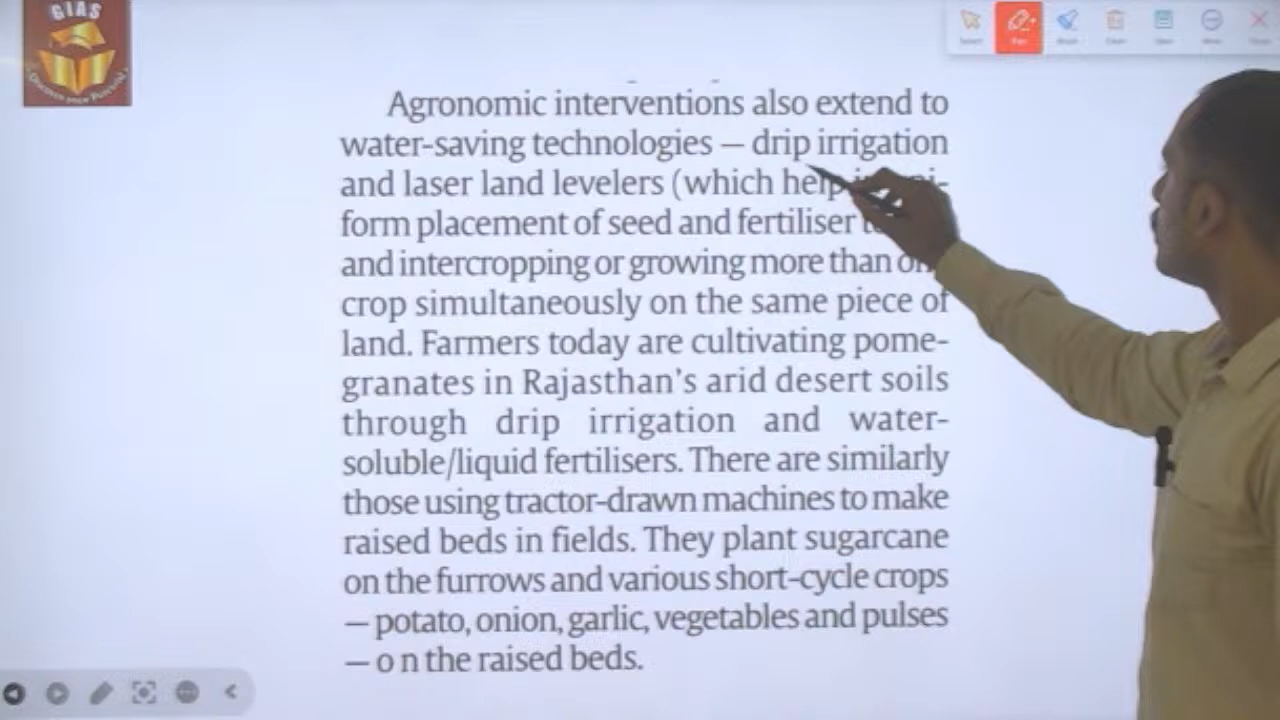 GIAS
Agronomic interventions also extend to
water-saving technologies — drip irrigation
and laser land levelers (which help
form placement of seed and fertiliser
and intercropping or growing more than
crop simultaneously on the same piece of
land. Farmers today are cultivating pome-
granates in Rajasthan's arid desert soils
through drip irrigation and water-
soluble/liquid fertilisers. There are similarly
those using tractor-drawn machines to make
raised beds in fields. They plant sugarcane
on the furrows and various short-cycle crops
— potato, onion, garlic, vegetables and pulses
— o n the raised beds.